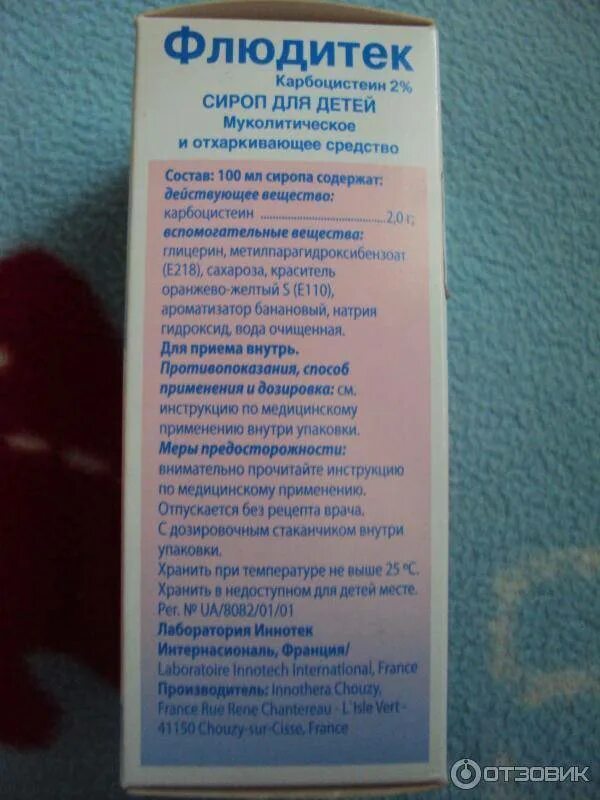 Флюдитек
Карбоцистеин 2%
СИРОП ДЛЯ ДЕТЕЙ
Муколитическое
и отхаркивающее средство
Состав: 100 мл сиропа содержат:
действующее вещество:
карбоцистеин ........................................2,0 г;
вспомогательные вещества:
глицерин, метилпарагидроксибензоат
(Е218), сахароза, краситель
оранжево-желтый S (Е110),
ароматизатор банановый, натрия
гидроксид, вода очищенная.
Для приема внутрь.
Противопоказания, способ
применения и дозировка: см.
инструкцию по медицинскому
применению внутри упаковки.
Меры предосторожности:
внимательно прочитайте инструкцию
по медицинскому применению.
Отпускается без рецепта врача.
С дозировочным стаканчиком внутри
упаковки.
Хранить при температуре не выше 25 ºС.
Хранить в недоступном для детей месте.
Рег. № UA/8082/01/01
Лаборатория Иннотек
Интернасиональ, Франция/
Laboratoire Innotech International, France
Производитель: Innothera Chouzy,
France Rue Rene Chantereau - L`Isle Vert -
41150 Chouzy-sur-Cisse, France
ОТЗОВИК